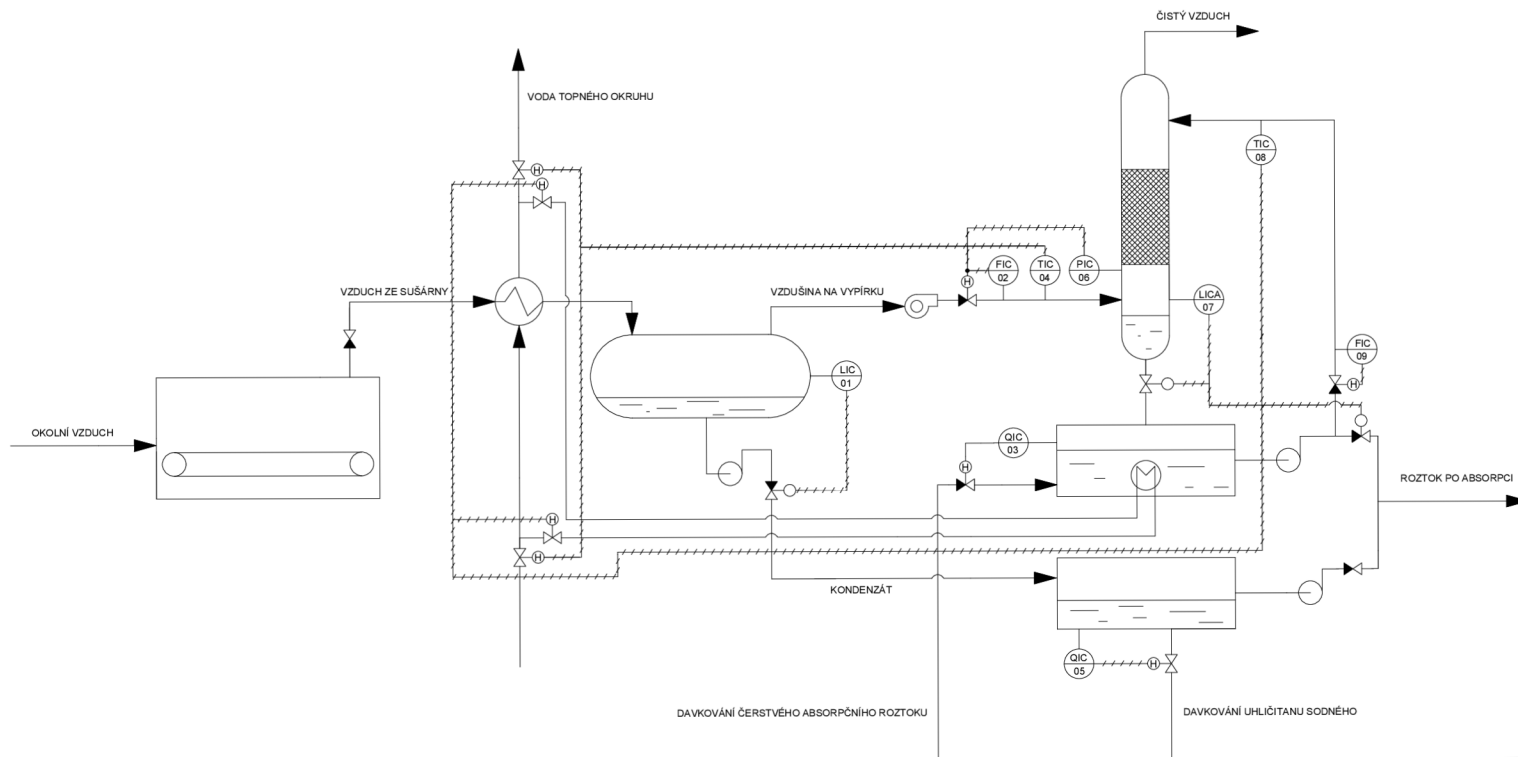 ČISTÝ VZDUCH
VODA TOPNÉHO OKRUHU
TIC
08
H
H
FIC
02
TIC
04
PIC
06
H
VZDUCH ZE SUŠÁRNY
VZDUŠINA NA VYPÍRKU
LICA
07
FIC
09
H
LIC
01
OKOLNÍ VZDUCH
QIC
03
H
ROZTOK PO ABSORPCI
H
H
KONDENZÁT
QIC
05
H
DAVKOVÁNÍ ČERSTVÉHO ABSORPČNÍHO ROZTOKU
DAVKOVÁNÍ UHLIČITANU SODNÉHO